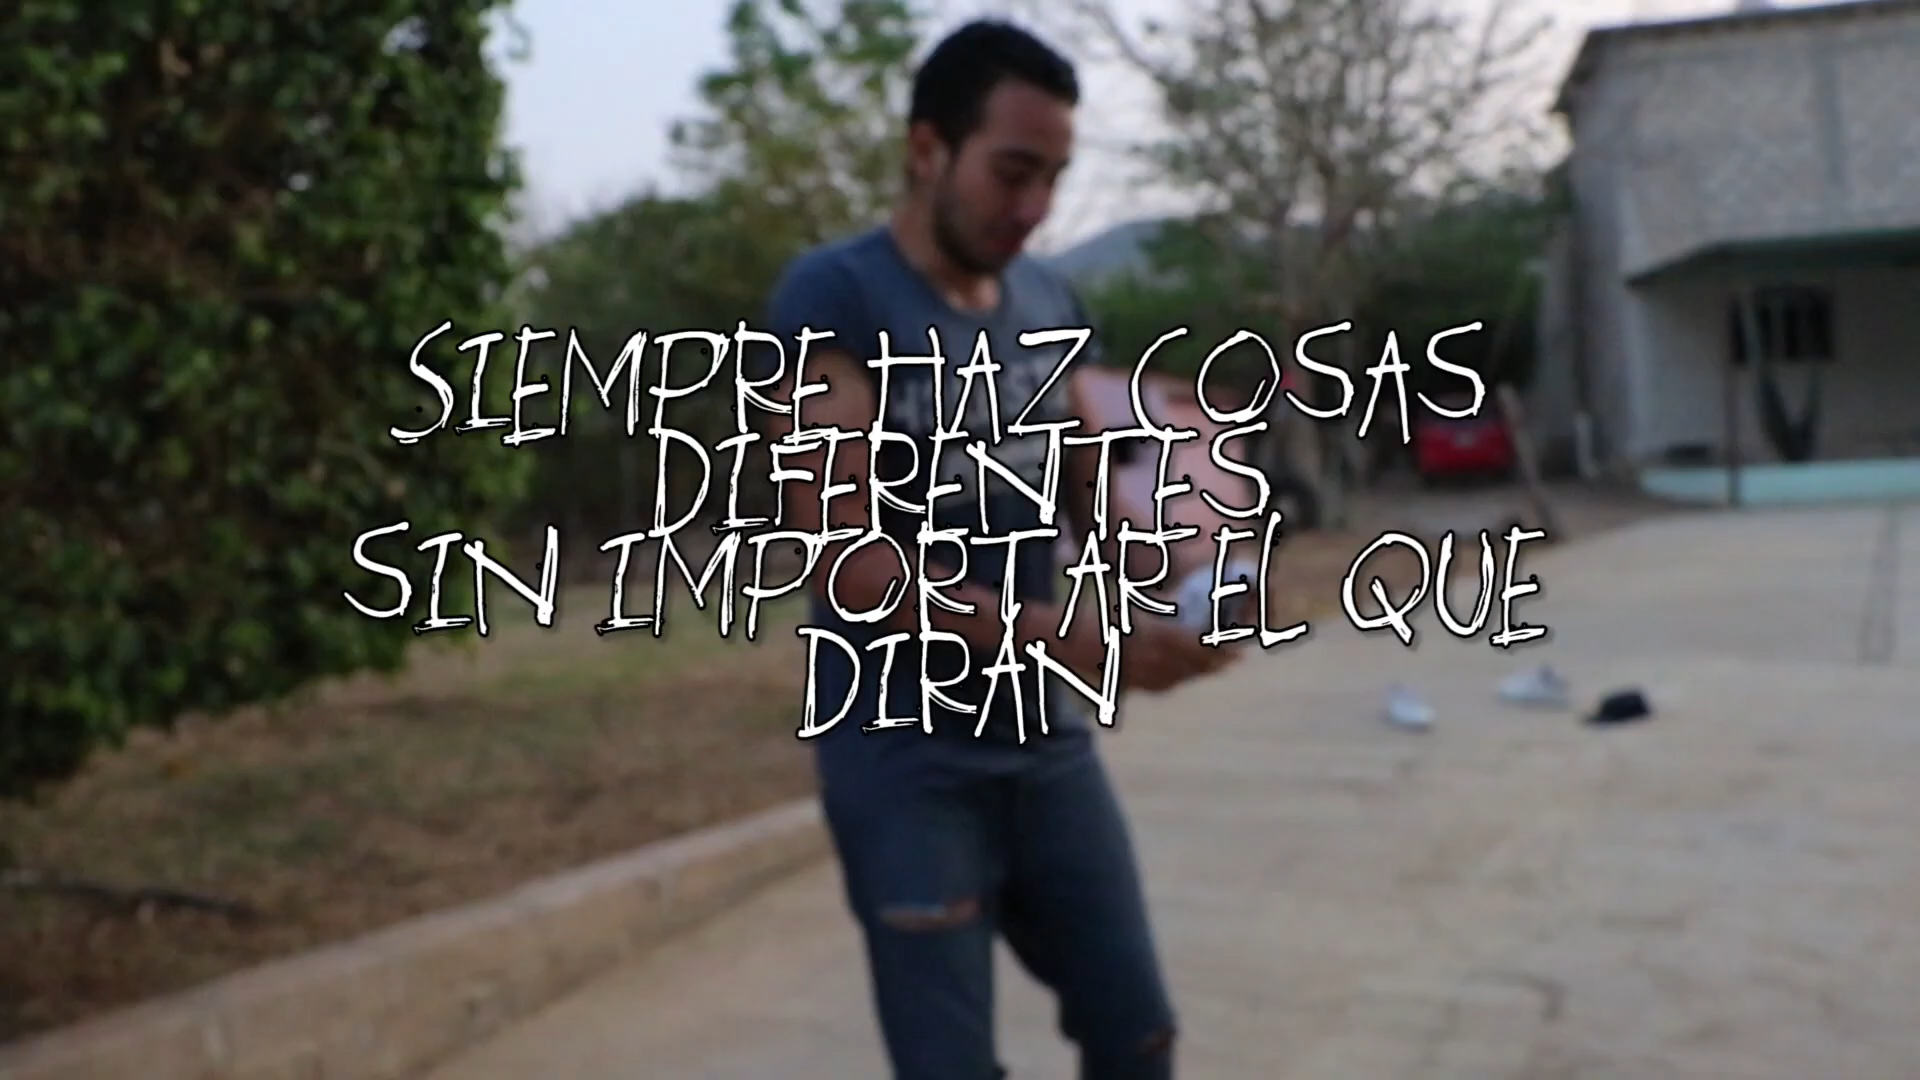 SIEMPRE HAZ COSAS
DIFERENTES
SIN IMPORTAR EL QUE
DIRAN